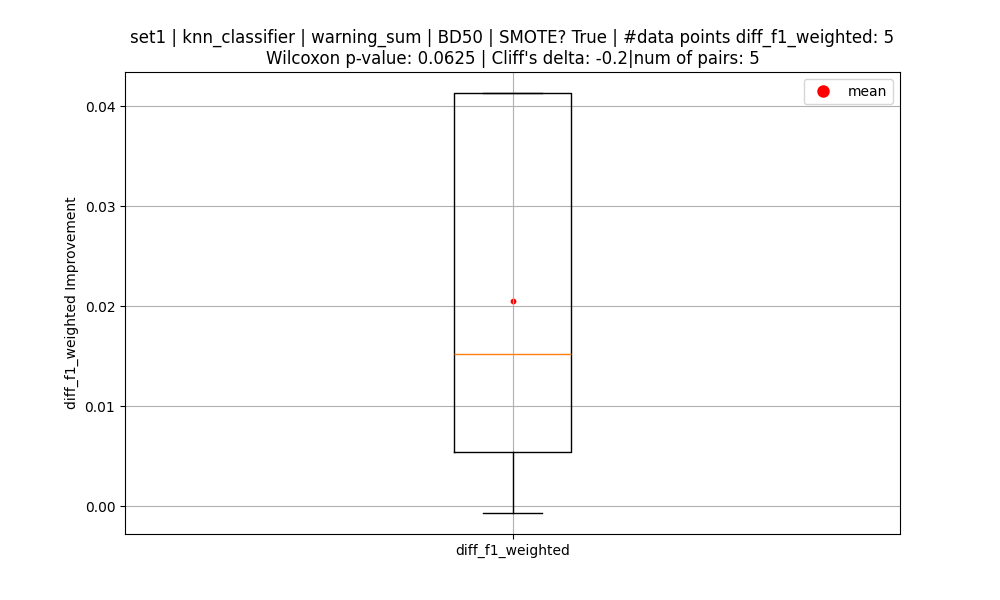 set1 | knn_classifier | warning_sum | BD50 | SMOTE? True | #data points diff_f1_weighted: 5
Wilcoxon p-value: 0.0625 | Cliff's delta: -0.2|num of pairs: 5
mean
0.04
0.03
0.02
0.01
0.00
diff_f1_weighted Improvement
diff_f1_weighted